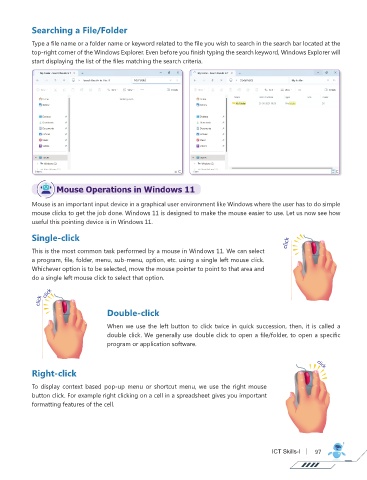 Searching a File/Folder
Type a file name or a folder name or keyword related to the file you wish to search in the search bar located at the
top-right corner of the Windows Explorer. Even before you finish typing the search keyword, Windows Explorer will
start displaying the list of the files matching the search criteria.
Mouse Operations in Windows 11
Mouse is an important input device in a graphical user environment like Windows where the user has to do simple
mouse clicks to get the job done. Windows 11 is designed to make the mouse easier to use. Let us now see how
useful this pointing device is in Windows 11.
Single-click
click
This is the most common task performed by a mouse in Windows 11. We can select
a program, file, folder, menu, sub-menu, option, etc. using a single left mouse click.
Whichever option is to be selected, move the mouse pointer to point to that area and
do a single left mouse click to select that option.
click click
Double-click
When we use the left button to click twice in quick succession, then, it is called a
double click. We generally use double click to open a file/folder, to open a specific
program or application software.
click
Right-click
To display context based pop-up menu or shortcut menu, we use the right mouse
button click. For example right clicking on a cell in a spreadsheet gives you important
formatting features of the cell.
ICT Skills-I 97